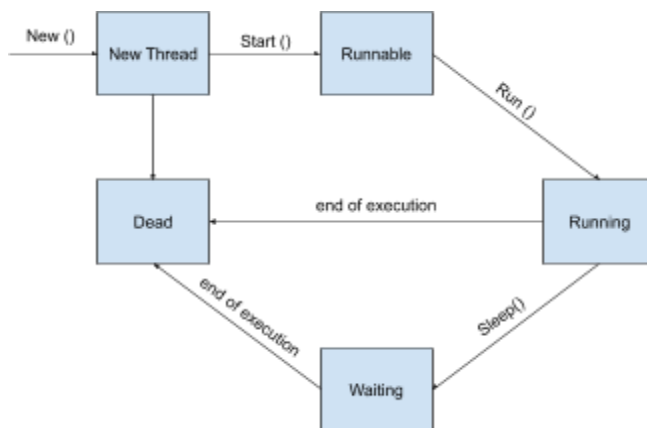 New ()
New Thread
Start ()
Runnable
Run ()
Dead
end of execution
Running
end of execution
Sleep()
Waiting